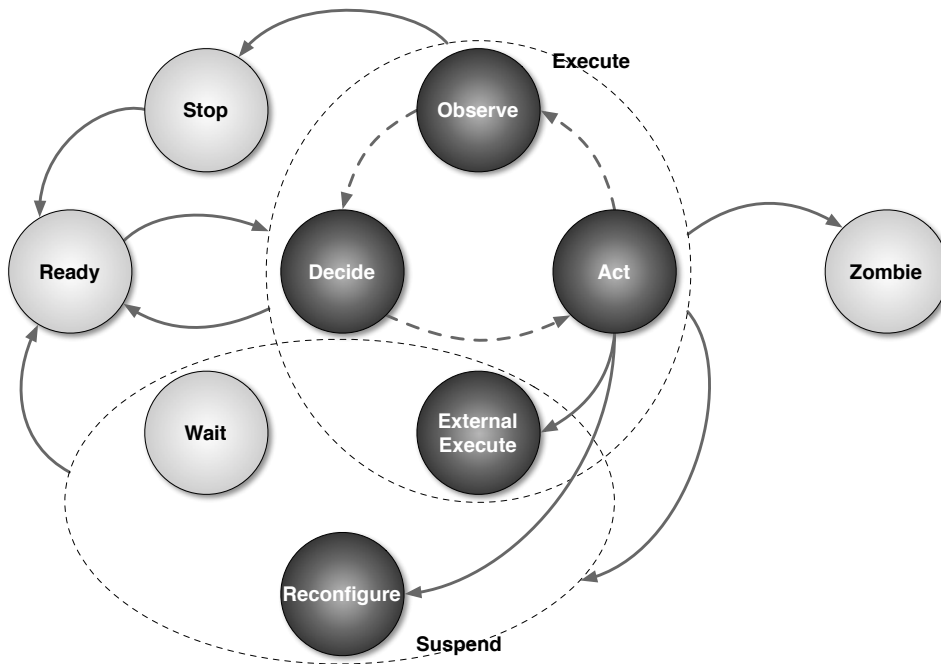 Execute
Stop
Observe
Ready
Decide
Act
Zombie
Wait
External
Execute
Reconfigure
Suspend